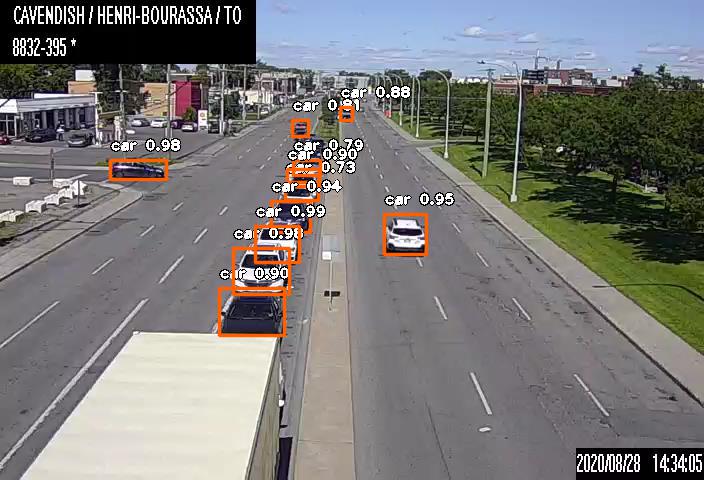 CAVENDISH / HENRI-BOURASSA / TO
8832-395 *
car 0.88
car 0.81
car 0.98
car 0.79
car 0.90
car 0.73
car 0.94
car 0.95
car 0.99
car 0.98
car 0.90
2020/08/28 14:34:05